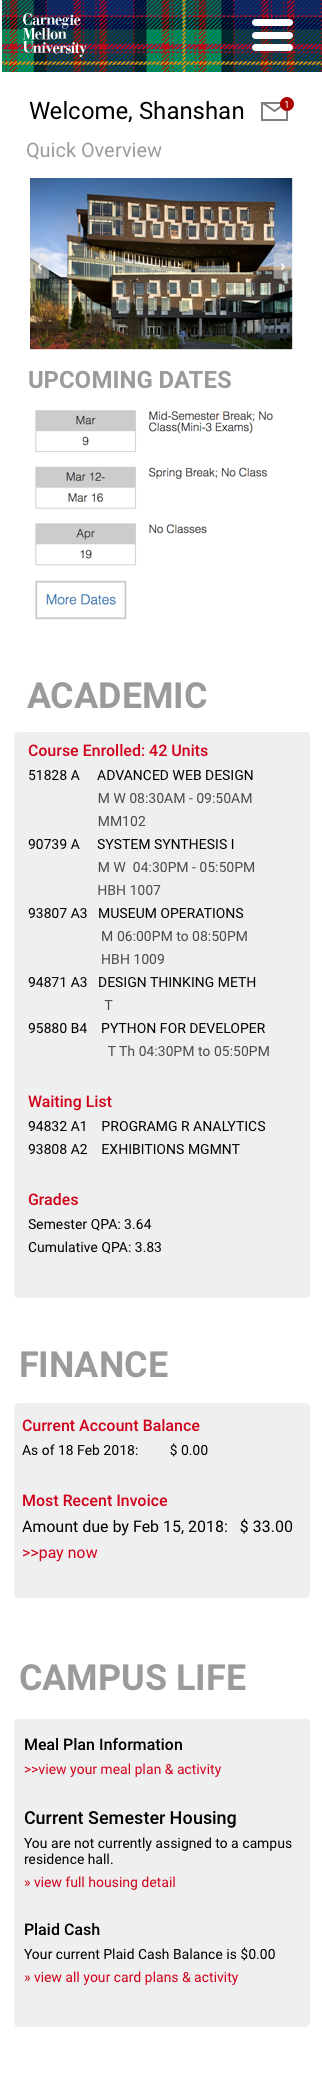 Carnegie
Mellon
University
Welcome, Shanshan
1
Quick Overview
UPCOMING DATES
Mar
9
Mid-Semester Break; No
Class(Mini-3 Exams)
Mar 12-
Mar 16
Spring Break; No Class
Apr
19
No Classes
More Dates
ACADEMIC
Course Enrolled: 42 Units
51828 A ADVANCED WEB DESIGN
M W 08:30AM - 09:50AM
MM102
90739 A SYSTEM SYNTHESIS I
M W 04:30PM - 05:50PM
HBH 1007
93807 A3 MUSEUM OPERATIONS
M 06:00PM to 08:50PM
HBH 1009
94871 A3 DESIGN THINKING METH
T
95880 B4 PYTHON FOR DEVELOPER
T Th 04:30PM to 05:50PM
Waiting List
94832 A1 PROGRAMG R ANALYTICS
93808 A2 EXHIBITIONS MGMNT
Grades
Semester QPA: 3.64
Cumulative QPA: 3.83
FINANCE
Current Account Balance
As of 18 Feb 2018: $ 0.00
Most Recent Invoice
Amount due by Feb 15, 2018: $ 33.00
>>pay now
CAMPUS LIFE
Meal Plan Information
>>view your meal plan & activity
Current Semester Housing
You are not currently assigned to a campus
residence hall.
» view full housing detail
Plaid Cash
Your current Plaid Cash Balance is $0.00
» view all your card plans & activity